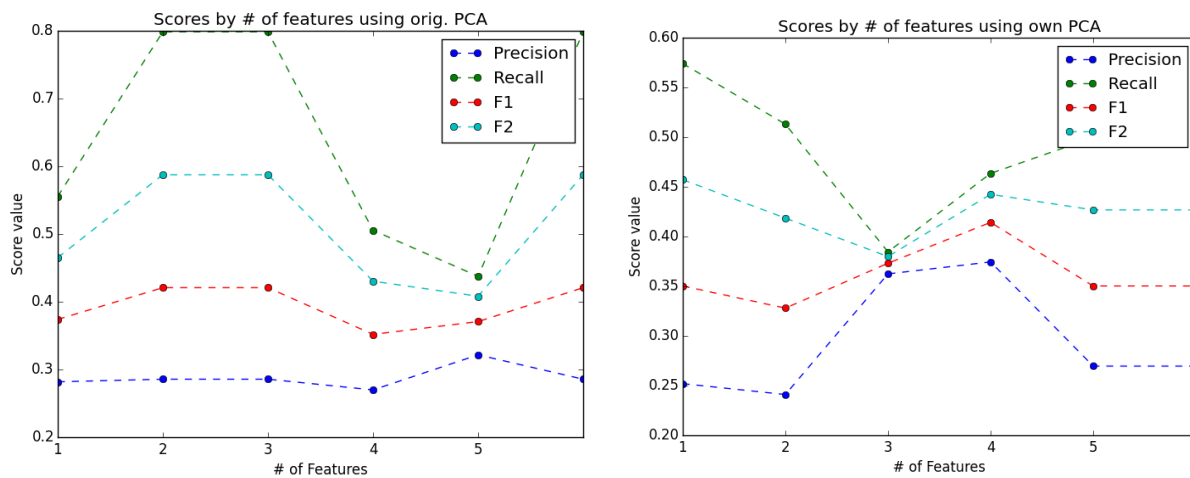 Scores by # of features using orig. PCA
0.8
0.7
0.6
0.5
0.4
0.3
0.2
Score value
Precision
Recall
F1
F2
1 2 3 4 5
# of Features
Scores by # of features using own PCA
0.60
0.55
0.50
0.45
0.40
0.35
0.30
0.25
0.20
Score value
Precision
Recall
F1
F2
1 2 3 4 5
# of Features